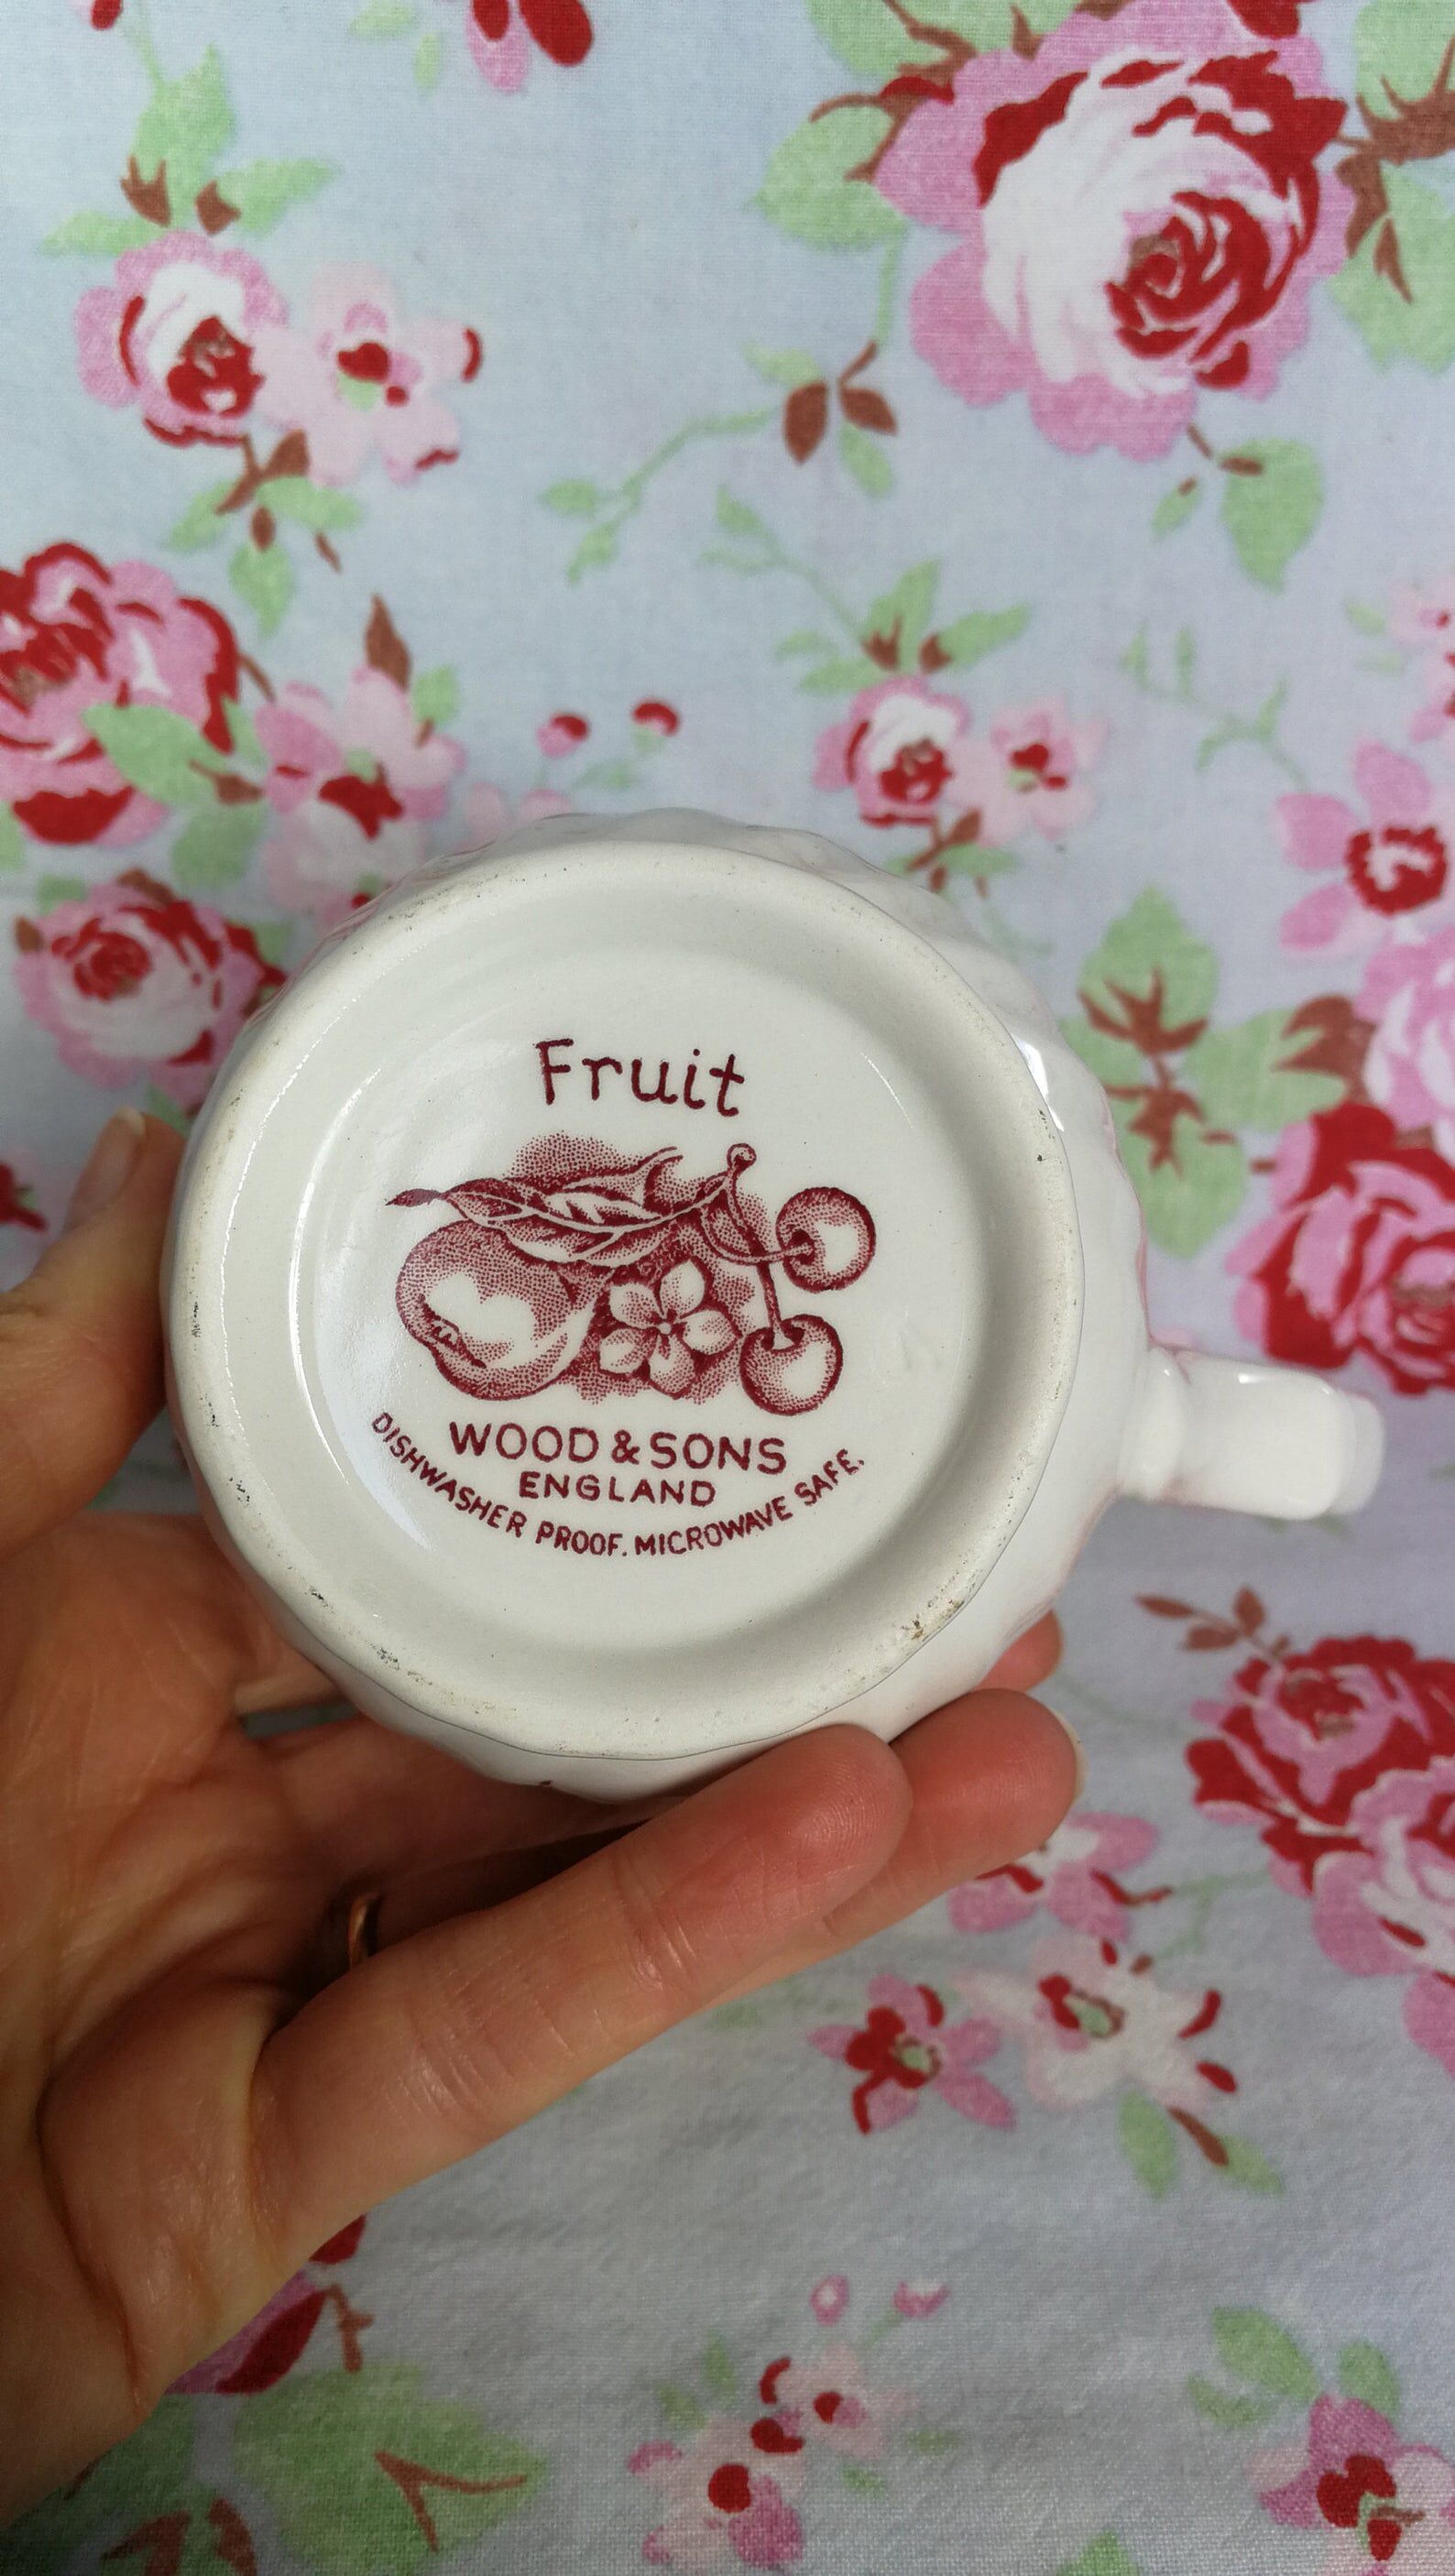 Fruit
WOOD & SONS
ENGLAND
DISHWASHER PROOF. MICROWAVE SAFE.